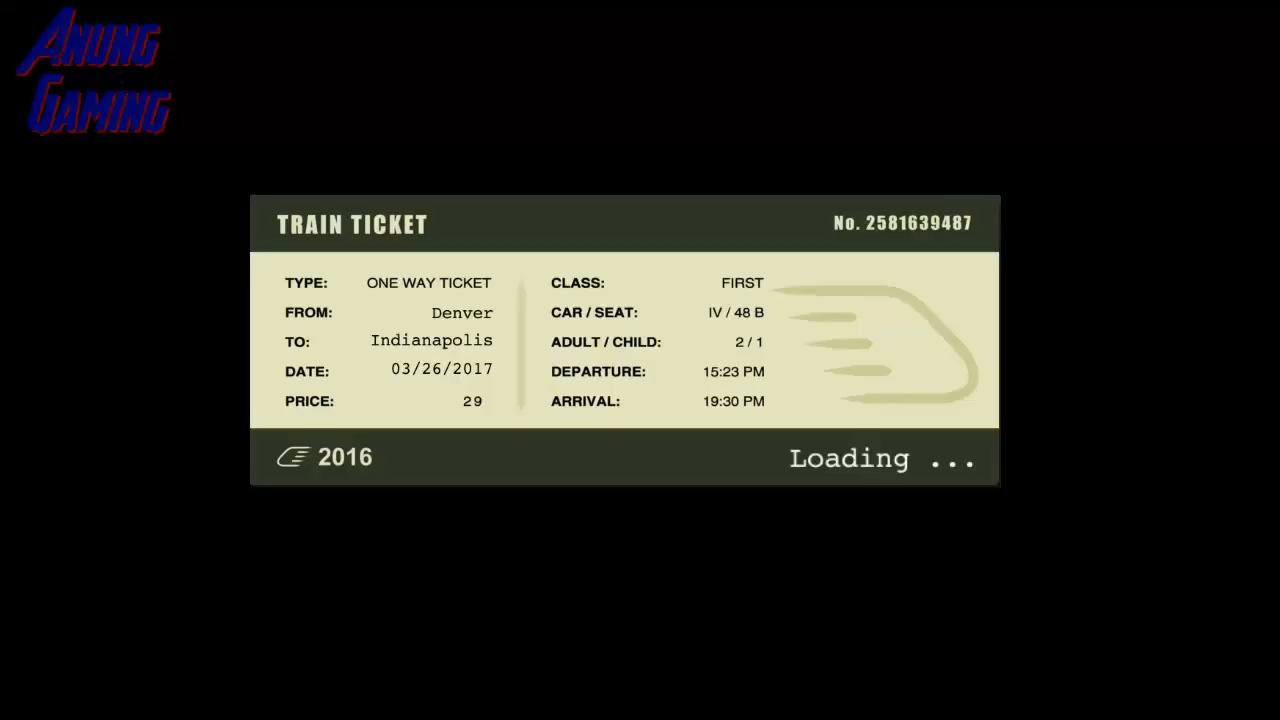 ANUNG
GAMING
TRAIN TICKET
No. 2581639487
TYPE: ONE WAY TICKET
FROM: Denver
TO: Indianapolis
DATE: 03/26/2017
PRICE: 29
CLASS: FIRST
CAR / SEAT: IV / 48 B
ADULT / CHILD: 2 / 1
DEPARTURE: 15:23 PM
ARRIVAL: 19:30 PM
2016
Loading ...